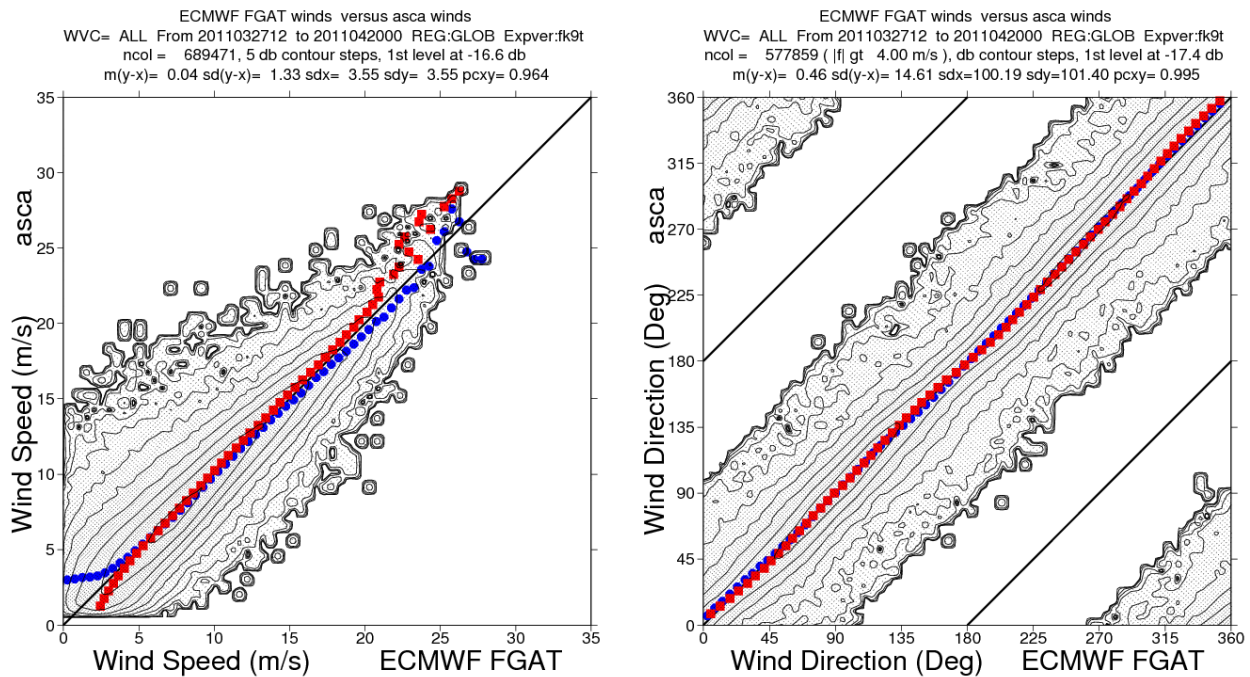 ECMWF FGAT winds  versus asca winds
WVC=  ALL  From 2011032712  to 2011042000  REG:GLOB  Expver:fk9t
ncol =    689471, 5 db contour steps, 1st level at -16.6 db
m(y-x)=  0.04 sd(y-x)=  1.33 sdx=  3.55 sdy=  3.55 pcxy= 0.964
35
30
25
20
15
10
5
0
asca
Wind Speed (m/s)
0 5 10 15 20 25 30 35
Wind Speed (m/s) ECMWF FGAT
ECMWF FGAT winds  versus asca winds
WVC=  ALL  From 2011032712  to 2011042000  REG:GLOB  Expver:fk9t
ncol =    577859 ( |f| gt   4.00 m/s ), db contour steps, 1st level at -17.4 db
m(y-x)=  0.46 sd(y-x)= 14.61 sdx=100.19 sdy=101.40 pcxy= 0.995
360
315
270
225
180
135
90
45
0
asca
Wind Direction (Deg)
0 45 90 135 180 225 270 315 360
Wind Direction (Deg) ECMWF FGAT